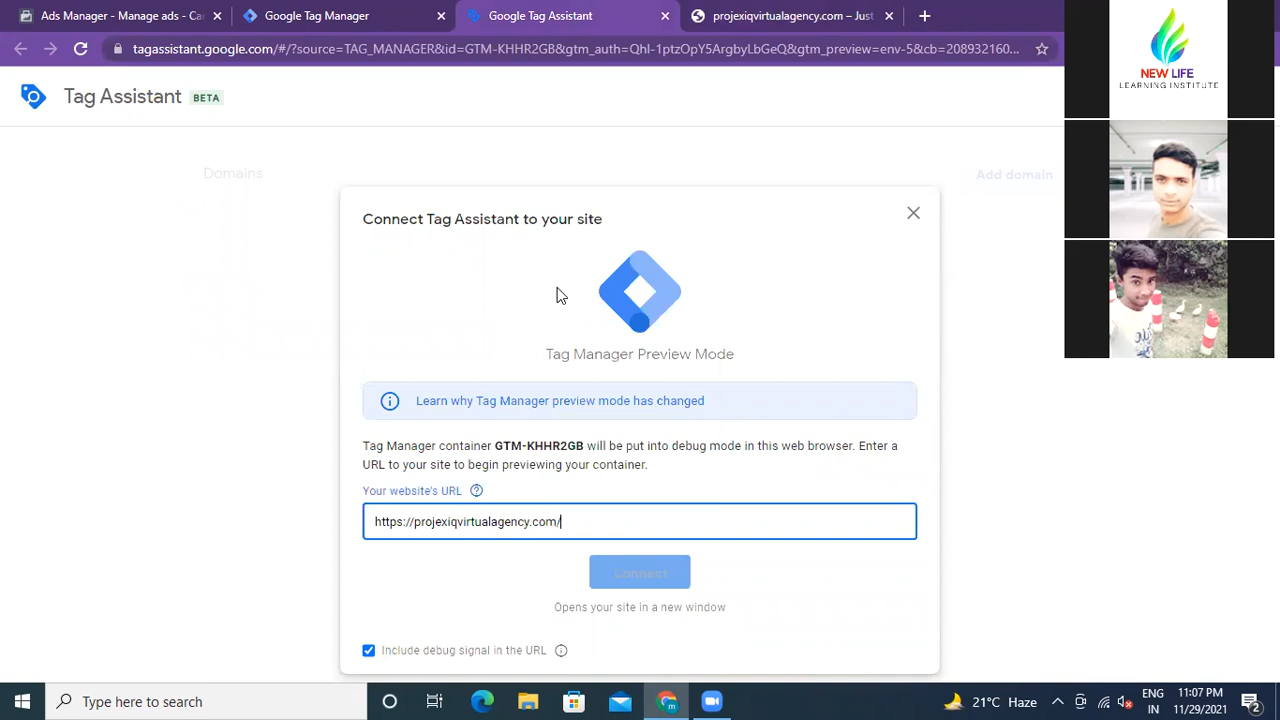 Ads Manager - Manage ads - Ca
Google Tag Manager
Google Tag Assistant
projexiqvirtualagency.com – Just
tagassistant.google.com/#/?source=TAG_MANAGER&id=GTM-KHHR2GB&gtm_auth=Qhl-1ptzOpY5ArgbyLbGeQ&gtm_preview=env-5&cb=208932160...
NEW LIFE
LEARNING INSTITUTE
Tag Assistant BETA
Domains
Add domain
Connect Tag Assistant to your site
Tag Manager Preview Mode
Learn why Tag Manager preview mode has changed
Tag Manager container GTM-KHHR2GB will be put into debug mode in this web browser. Enter a
URL to your site to begin previewing your container.
Your website's URL
https://projexiqvirtualagency.com/
Connect
Opens your site in a new window
Include debug signal in the URL
Type here to search
21°C Haze
ENG
IN
11:07 PM
11/29/2021
2